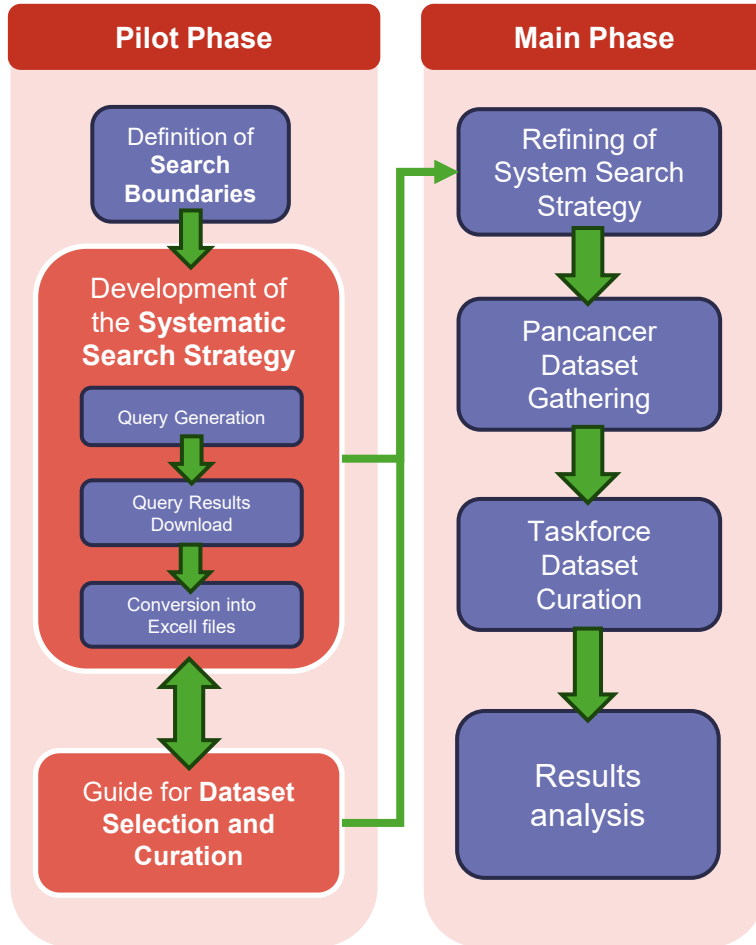 Pilot Phase
Definition of
Search
Boundaries
Development of
the Systematic
Search Strategy
Query Generation
Query Results
Download
Conversion into
Excell files
Guide for Dataset
Selection and
Curation
Main Phase
Refining of
System Search
Strategy
Pancancer
Dataset
Gathering
Taskforce
Dataset
Curation
Results
analysis